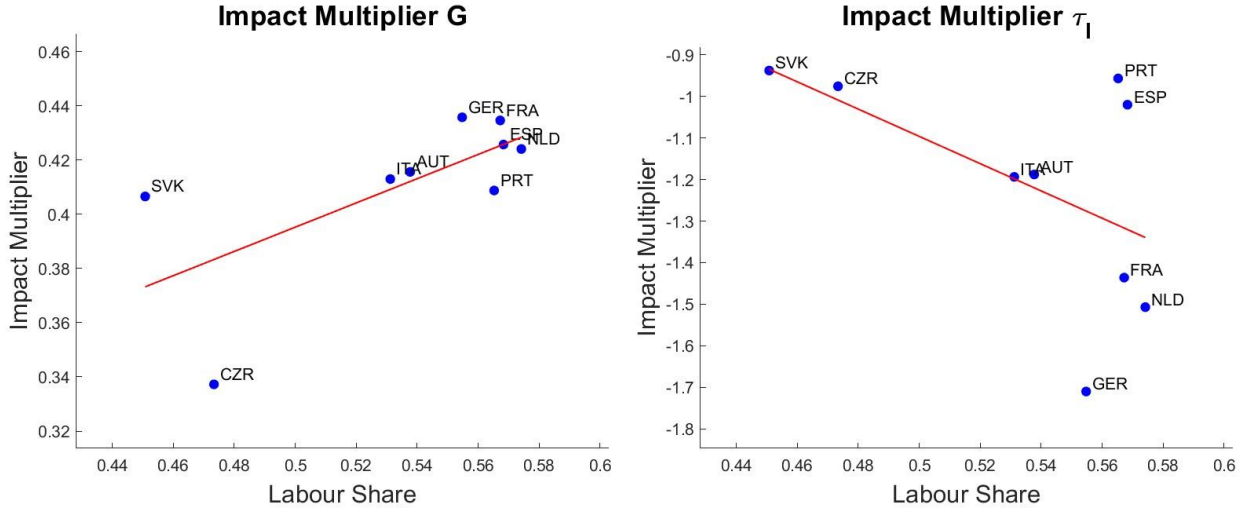 Impact Multiplier G
Impact Multiplier
0.46
0.44
0.42
0.4
0.38
0.36
0.34
0.32
SVK
CZR
ITA
AUT
GER
FRA
ESP
NLD
PRT
0.44 0.46 0.48 0.5 0.52 0.54 0.56 0.58 0.6
Labour Share
Impact Multiplier τ_l
Impact Multiplier
-0.9
-1
-1.1
-1.2
-1.3
-1.4
-1.5
-1.6
-1.7
-1.8
SVK
CZR
PRT
ESP
ITA
AUT
FRA
NLD
GER
0.44 0.46 0.48 0.5 0.52 0.54 0.56 0.58 0.6
Labour Share